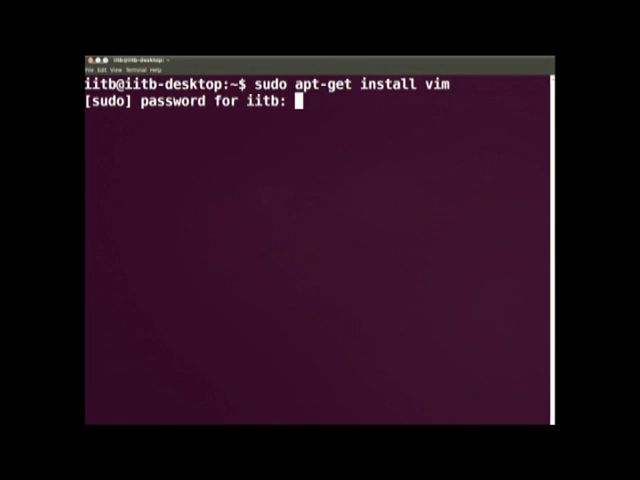 iitb@iitb-desktop: ~
File Edit View Terminal Help
iitb@iitb-desktop:~$ sudo apt-get install vim
[sudo] password for iitb: